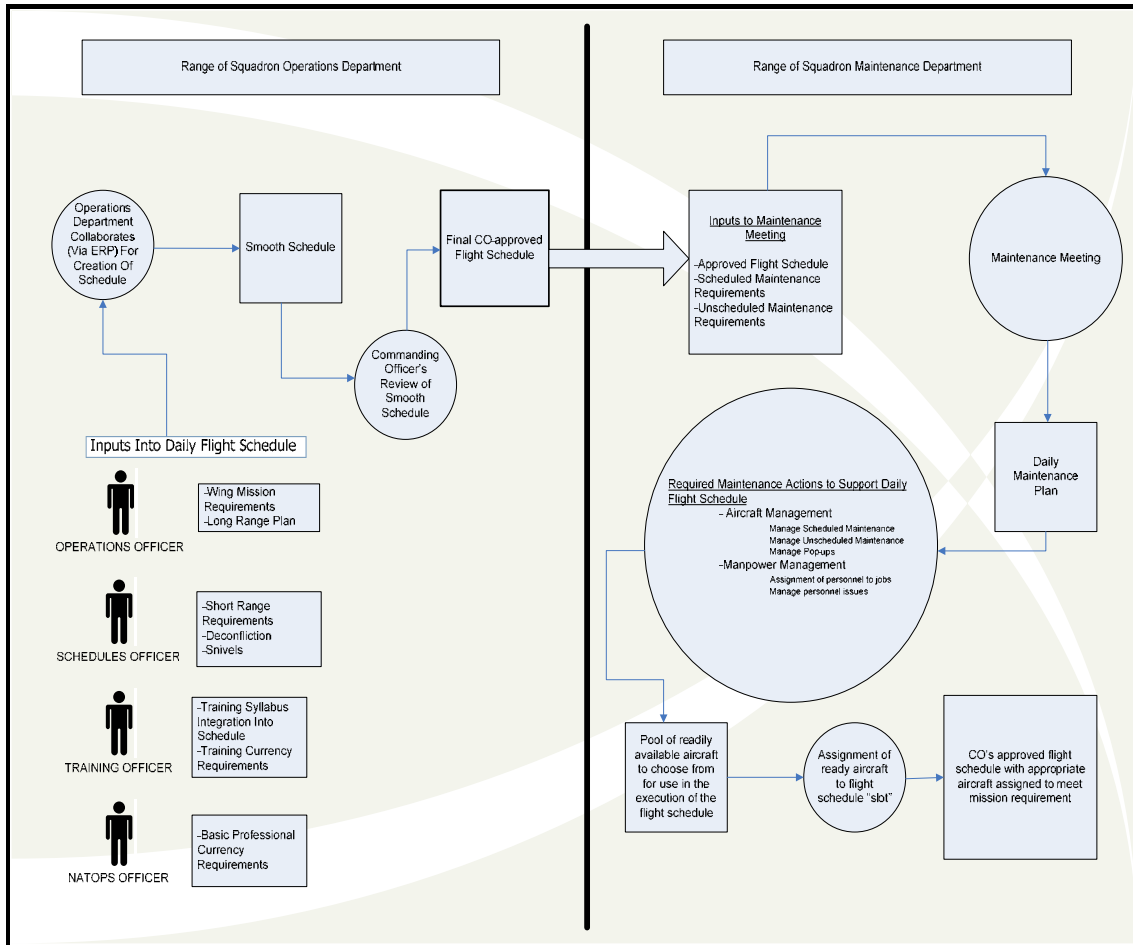 Range of Squadron Operations Department
Operations
Department
Collaborates
(Via ERP) For
Creation Of
Schedule
Smooth Schedule
Commanding
Officer's
Review of
Smooth
Schedule
Final CO-approved
Flight Schedule
Inputs Into Daily Flight Schedule
OPERATIONS OFFICER
-Wing Mission
Requirements
-Long Range Plan
SCHEDULES OFFICER
-Short Range
Requirements
-Deconfliction
-Snivels
TRAINING OFFICER
-Training Syllabus
Integration Into
Schedule
-Training Currency
Requirements
NATOPS OFFICER
-Basic Professional
Currency
Requirements
Range of Squadron Maintenance Department
Inputs to Maintenance
Meeting
-Approved Flight Schedule
-Scheduled Maintenance
Requirements
-Unscheduled Maintenance
Requirements
Maintenance Meeting
Daily
Maintenance
Plan
Required Maintenance Actions to Support Daily
Flight Schedule
- Aircraft Management
Manage Scheduled Maintenance
Manage Unscheduled Maintenance
Manage Pop-ups
-Manpower Management
Assignment of personnel to jobs
Manage personnel issues
Pool of readily
available aircraft
to choose from
for use in the
execution of the
flight schedule
Assignment of
ready aircraft
to flight
schedule "slot"
CO's approved flight
schedule with appropriate
aircraft assigned to meet
mission requirement